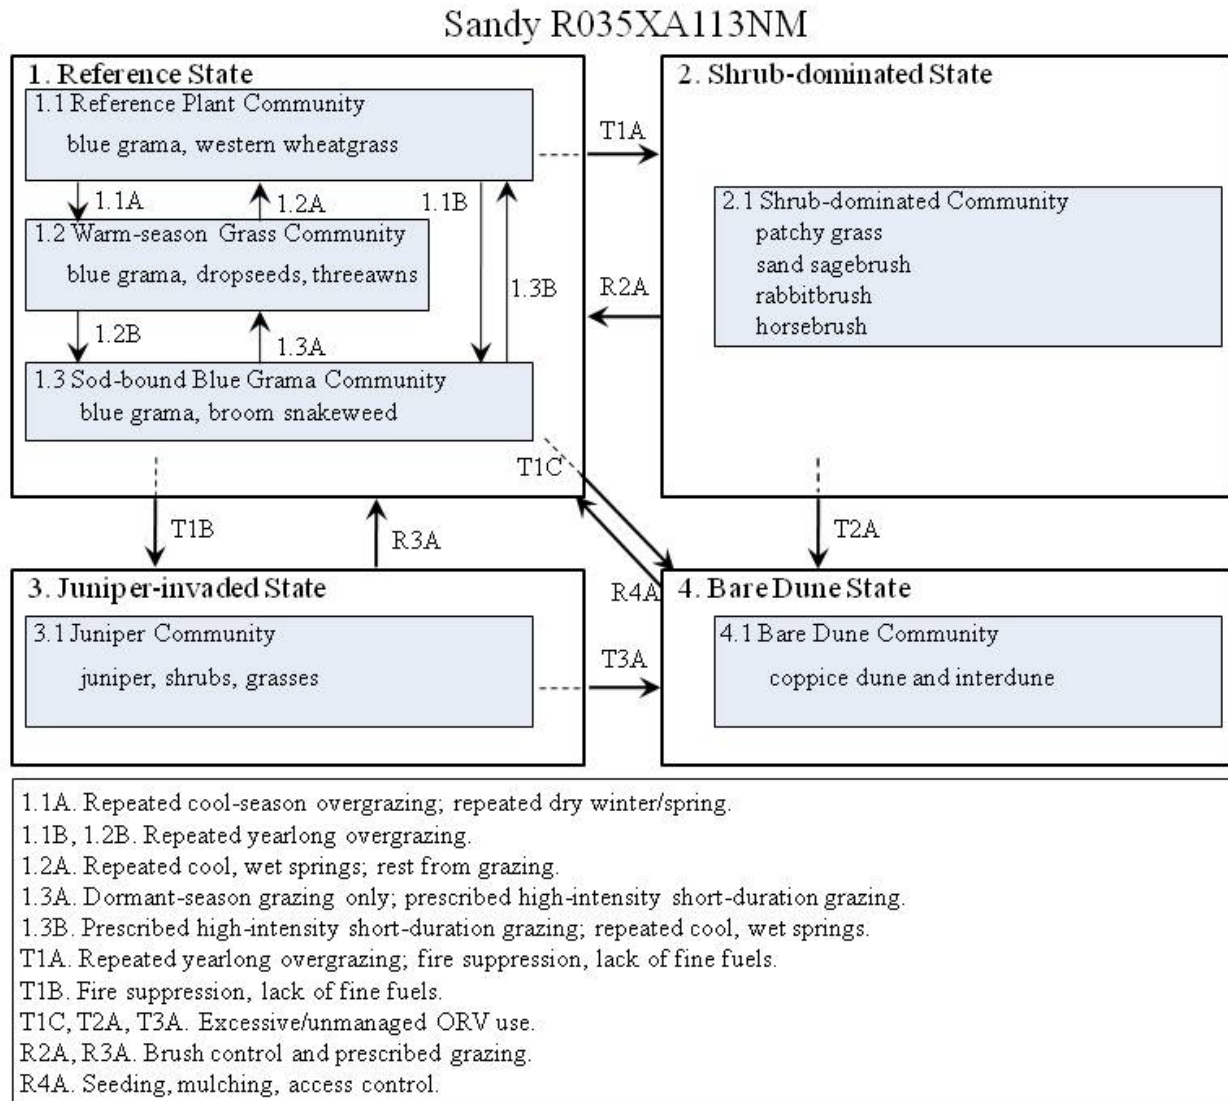 Sandy R035XA113NM
1. Reference State
1.1 Reference Plant Community
blue grama, western wheatgrass
1.1A
1.2A
1.1B
1.2 Warm-season Grass Community
blue grama, dropseeds, threeawns
1.3B
1.2B
1.3A
1.3 Sod-bound Blue Grama Community
blue grama, broom snakeweed
T1A
R2A
2. Shrub-dominated State
2.1 Shrub-dominated Community
patchy grass
sand sagebrush
rabbitbrush
horsebrush
T1C
T1B
R3A
R4A
T2A
3. Juniper-invaded State
3.1 Juniper Community
juniper, shrubs, grasses
T3A
4. Bare Dune State
4.1 Bare Dune Community
coppice dune and interdune
1.1A. Repeated cool-season overgrazing; repeated dry winter/spring.
1.1B, 1.2B. Repeated yearlong overgrazing.
1.2A. Repeated cool, wet springs; rest from grazing.
1.3A. Dormant-season grazing only; prescribed high-intensity short-duration grazing.
1.3B. Prescribed high-intensity short-duration grazing; repeated cool, wet springs.
T1A. Repeated yearlong overgrazing; fire suppression, lack of fine fuels.
T1B. Fire suppression, lack of fine fuels.
T1C, T2A, T3A. Excessive/unmanaged ORV use.
R2A, R3A. Brush control and prescribed grazing.
R4A. Seeding, mulching, access control.